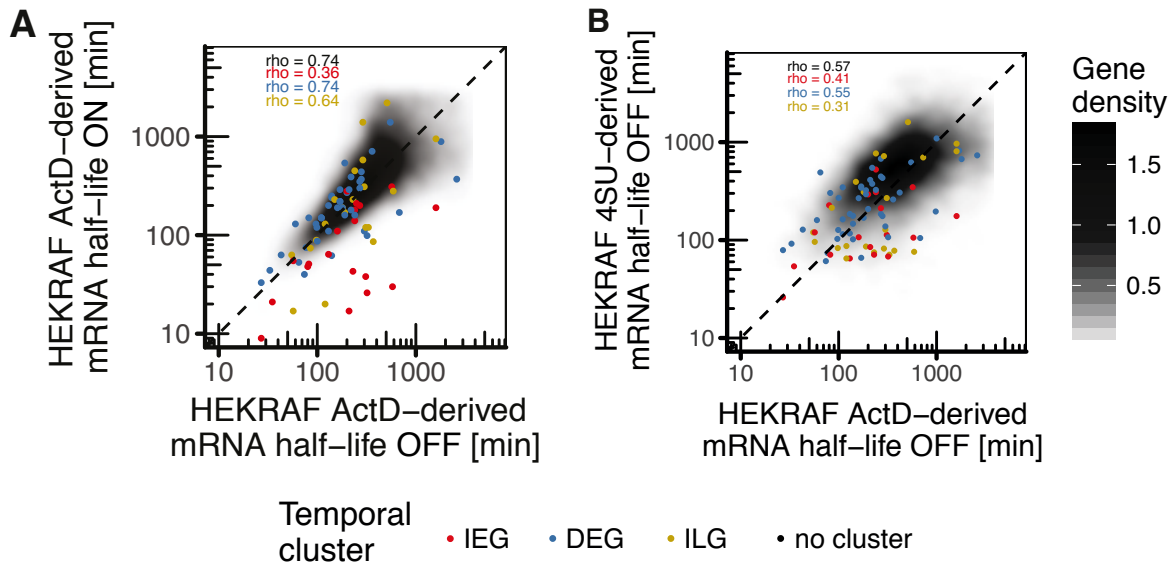 A
HEKRAF ActD−derived
mRNA half−life ON [min]
1000
100
10
rho = 0.74
rho = 0.36
rho = 0.74
rho = 0.64
10 100 1000
HEKRAF ActD−derived
mRNA half−life OFF [min]
B
HEKRAF 4SU−derived
mRNA half−life OFF [min]
1000
100
10
rho = 0.57
rho = 0.41
rho = 0.55
rho = 0.31
10 100 1000
HEKRAF ActD−derived
mRNA half−life OFF [min]
Gene
density
1.5
1.0
0.5
Temporal
cluster
IEG DEG ILG no cluster